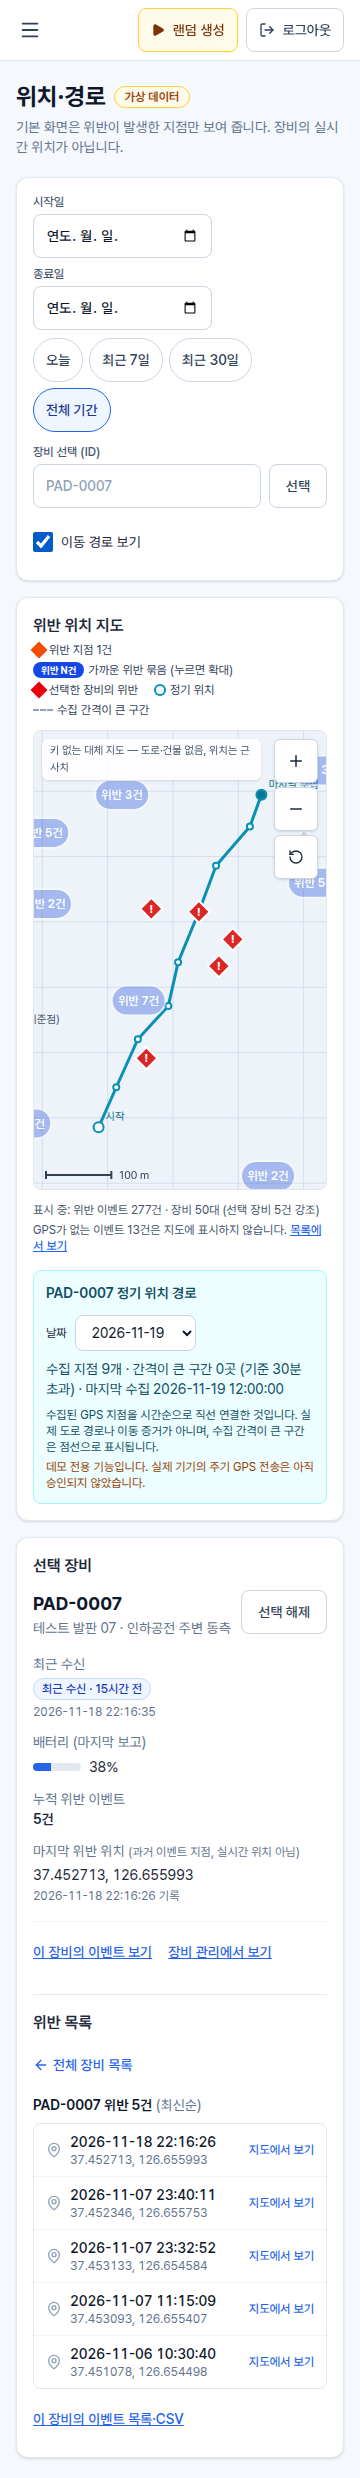 랜덤 생성
로그아웃
위치·경로
가상 데이터
기본 화면은 위반이 발생한 지점만 보여 줍니다. 장비의 실시
간 위치가 아닙니다.
시작일
연도. 월. 일.
종료일
연도. 월. 일.
오늘
최근 7일
최근 30일
전체 기간
장비 선택 (ID)
PAD-0007
선택
이동 경로 보기
위반 위치 지도
위반 지점 1건
위반 N건 가까운 위반 묶음 (누르면 확대)
선택한 장비의 위반
정기 위치
수집 간격이 큰 구간
키 없는 대체 지도 — 도로·건물 없음, 위치는 근
사치
위반 3건
반 5건
반 2건
위반 5
위반 7건
|준점)
시작
건
위반 2건
100 m
표시 중: 위반 이벤트 277건 · 장비 50대 (선택 장비 5건 강조)
GPS가 없는 이벤트 13건은 지도에 표시하지 않습니다. 목록에
서 보기
PAD-0007 정기 위치 경로
날짜
2026-11-19
수집 지점 9개 · 간격이 큰 구간 0곳 (기준 30분
초과) · 마지막 수집 2026-11-19 12:00:00
수집된 GPS 지점을 시간순으로 직선 연결한 것입니다. 실
제 도로 경로나 이동 증거가 아니며, 수집 간격이 큰 구간
은 점선으로 표시됩니다.
데모 전용 기능입니다. 실제 기기의 주기 GPS 전송은 아직
승인되지 않았습니다.
선택 장비
PAD-0007
테스트 발판 07 · 인하공전 주변 동측
선택 해제
최근 수신
최근 수신 · 15시간 전
2026-11-18 22:16:35
배터리 (마지막 보고)
38%
누적 위반 이벤트
5건
마지막 위반 위치 (과거 이벤트 지점, 실시간 위치 아님)
37.452713, 126.655993
2026-11-18 22:16:26 기록
이 장비의 이벤트 보기
장비 관리에서 보기
위반 목록
← 전체 장비 목록
PAD-0007 위반 5건 (최신순)
2026-11-18 22:16:26
37.452713, 126.655993
지도에서 보기
2026-11-07 23:40:11
37.452346, 126.655753
지도에서 보기
2026-11-07 23:32:52
37.453133, 126.654584
지도에서 보기
2026-11-07 11:15:09
37.453093, 126.655407
지도에서 보기
2026-11-06 10:30:40
37.451078, 126.654498
지도에서 보기
이 장비의 이벤트 목록·CSV